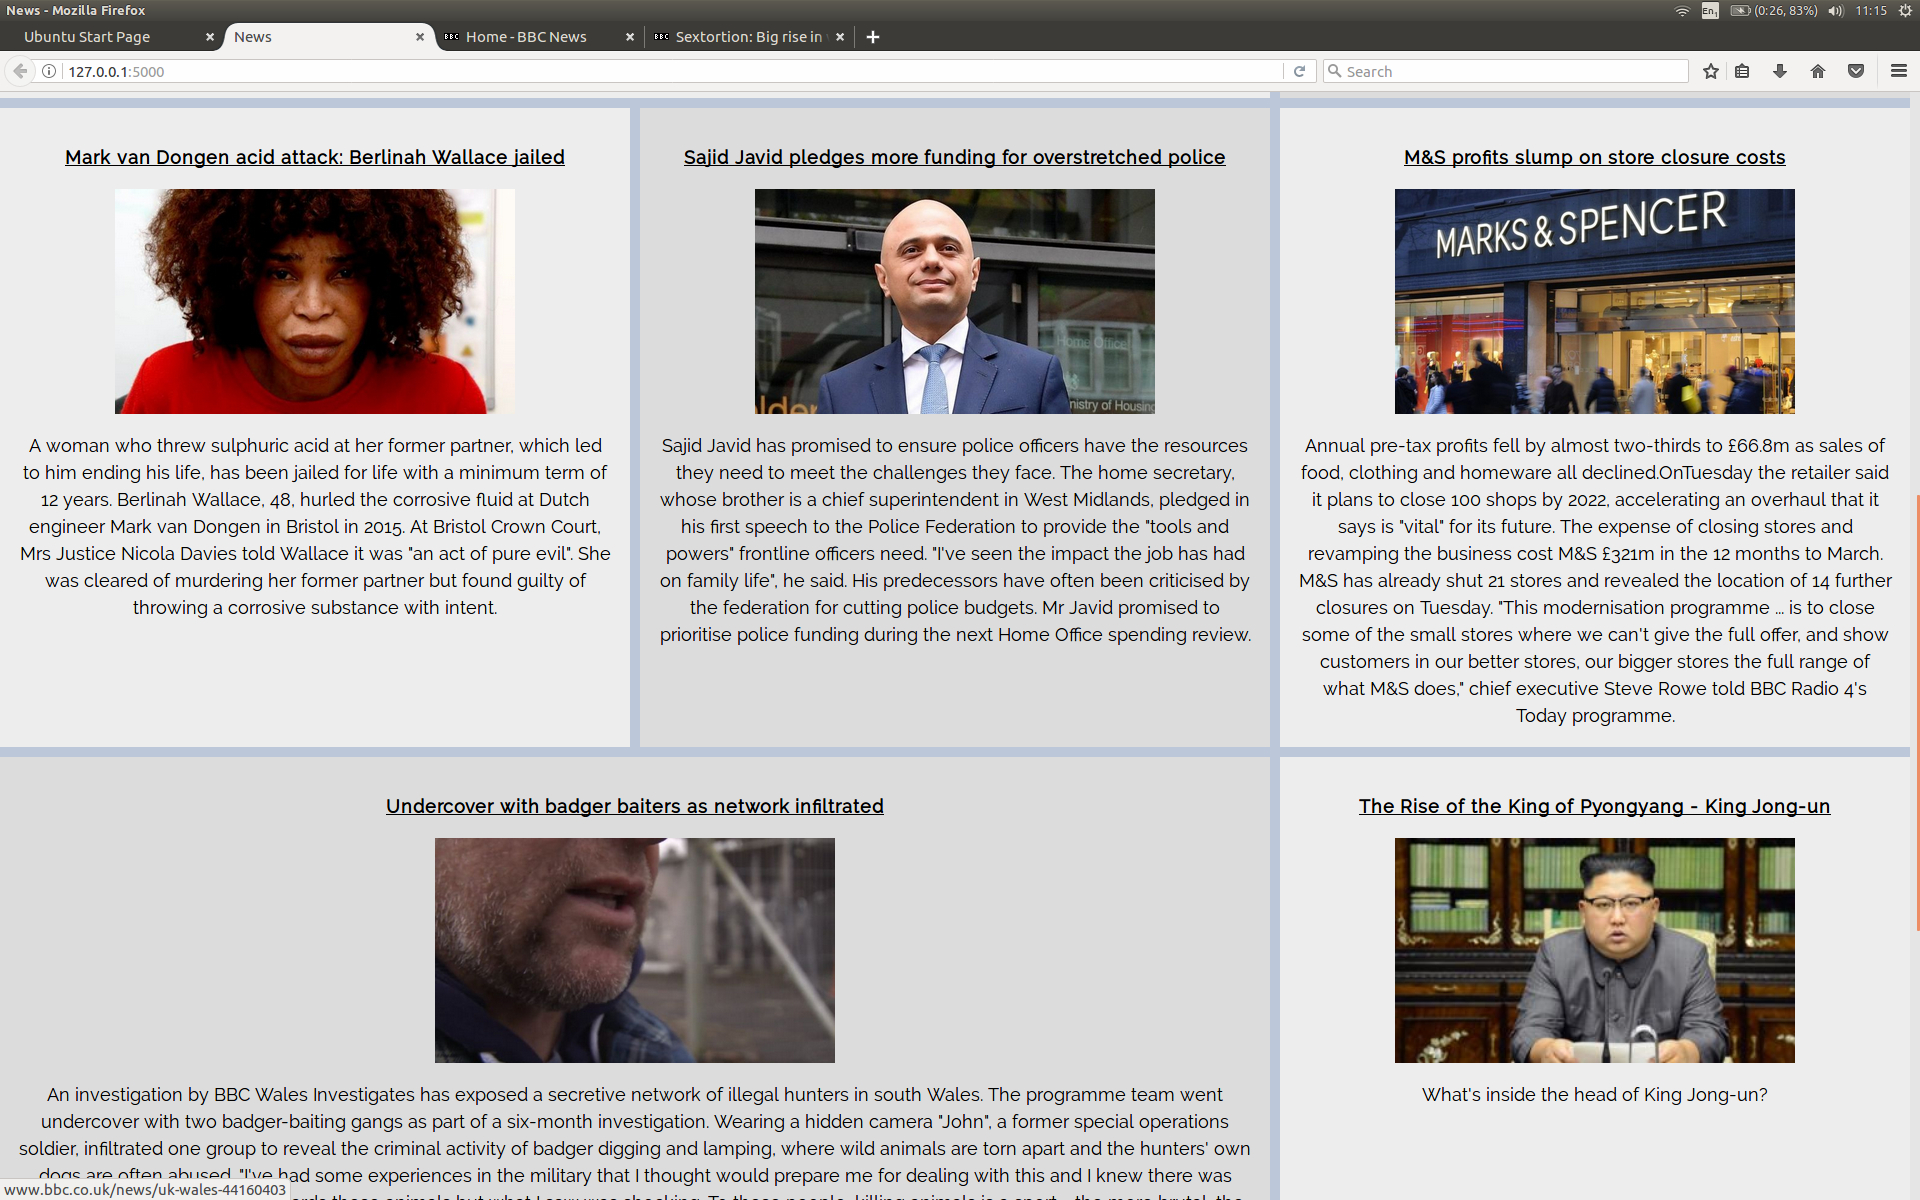 News - Mozilla Firefox
En1 (0:26, 83%) 11:15
Ubuntu Start Page
News
BBC Home - BBC News
BBC Sextortion: Big rise in
127.0.0.1:5000
Search
Mark van Dongen acid attack: Berlinah Wallace jailed
A woman who threw sulphuric acid at her former partner, which led
to him ending his life, has been jailed for life with a minimum term of
12 years. Berlinah Wallace, 48, hurled the corrosive fluid at Dutch
engineer Mark van Dongen in Bristol in 2015. At Bristol Crown Court,
Mrs Justice Nicola Davies told Wallace it was "an act of pure evil". She
was cleared of murdering her former partner but found guilty of
throwing a corrosive substance with intent.
Sajid Javid pledges more funding for overstretched police
Home Office
nistry of Housing
Sajid Javid has promised to ensure police officers have the resources
they need to meet the challenges they face. The home secretary,
whose brother is a chief superintendent in West Midlands, pledged in
his first speech to the Police Federation to provide the "tools and
powers" frontline officers need. "I've seen the impact the job has had
on family life", he said. His predecessors have often been criticised by
the federation for cutting police budgets. Mr Javid promised to
prioritise police funding during the next Home Office spending review.
M&S profits slump on store closure costs
MARKS & SPENCER
Annual pre-tax profits fell by almost two-thirds to £66.8m as sales of
food, clothing and homeware all declined.OnTuesday the retailer said
it plans to close 100 shops by 2022, accelerating an overhaul that it
says is "vital" for its future. The expense of closing stores and
revamping the business cost M&S £321m in the 12 months to March.
M&S has already shut 21 stores and revealed the location of 14 further
closures on Tuesday. "This modernisation programme ... is to close
some of the small stores where we can't give the full offer, and show
customers in our better stores, our bigger stores the full range of
what M&S does," chief executive Steve Rowe told BBC Radio 4's
Today programme.
Undercover with badger baiters as network infiltrated
An investigation by BBC Wales Investigates has exposed a secretive network of illegal hunters in south Wales. The programme team went
undercover with two badger-baiting gangs as part of a six-month investigation. Wearing a hidden camera "John", a former special operations
soldier, infiltrated one group to reveal the criminal activity of badger digging and lamping, where wild animals are torn apart and the hunters' own
dogs are often abused. "I've had some experiences in the military that I thought would prepare me for dealing with this and I knew there was
The Rise of the King of Pyongyang - King Jong-un
What's inside the head of King Jong-un?
www.bbc.co.uk/news/uk-wales-44160403